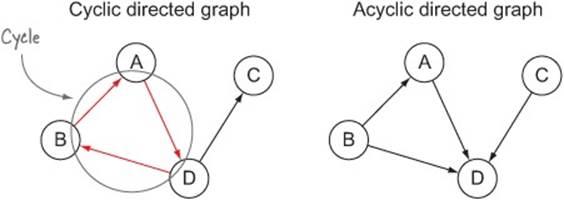 Cyclic directed graph
Acyclic directed graph
Cycle
A
C
B
D
A
C
B
D